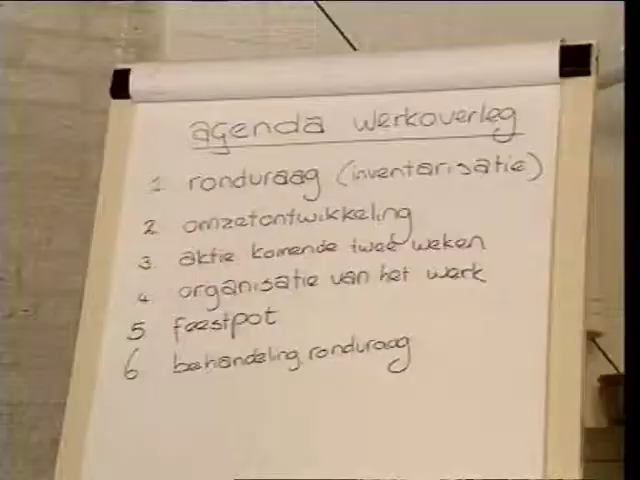 agenda werkoverleg
1 rondvraag (inventarisatie)
2. omzetontwikkeling
3. aktie komende twee weken
4. organisatie van het werk
5 feestpot
6 behandeling rondvraag